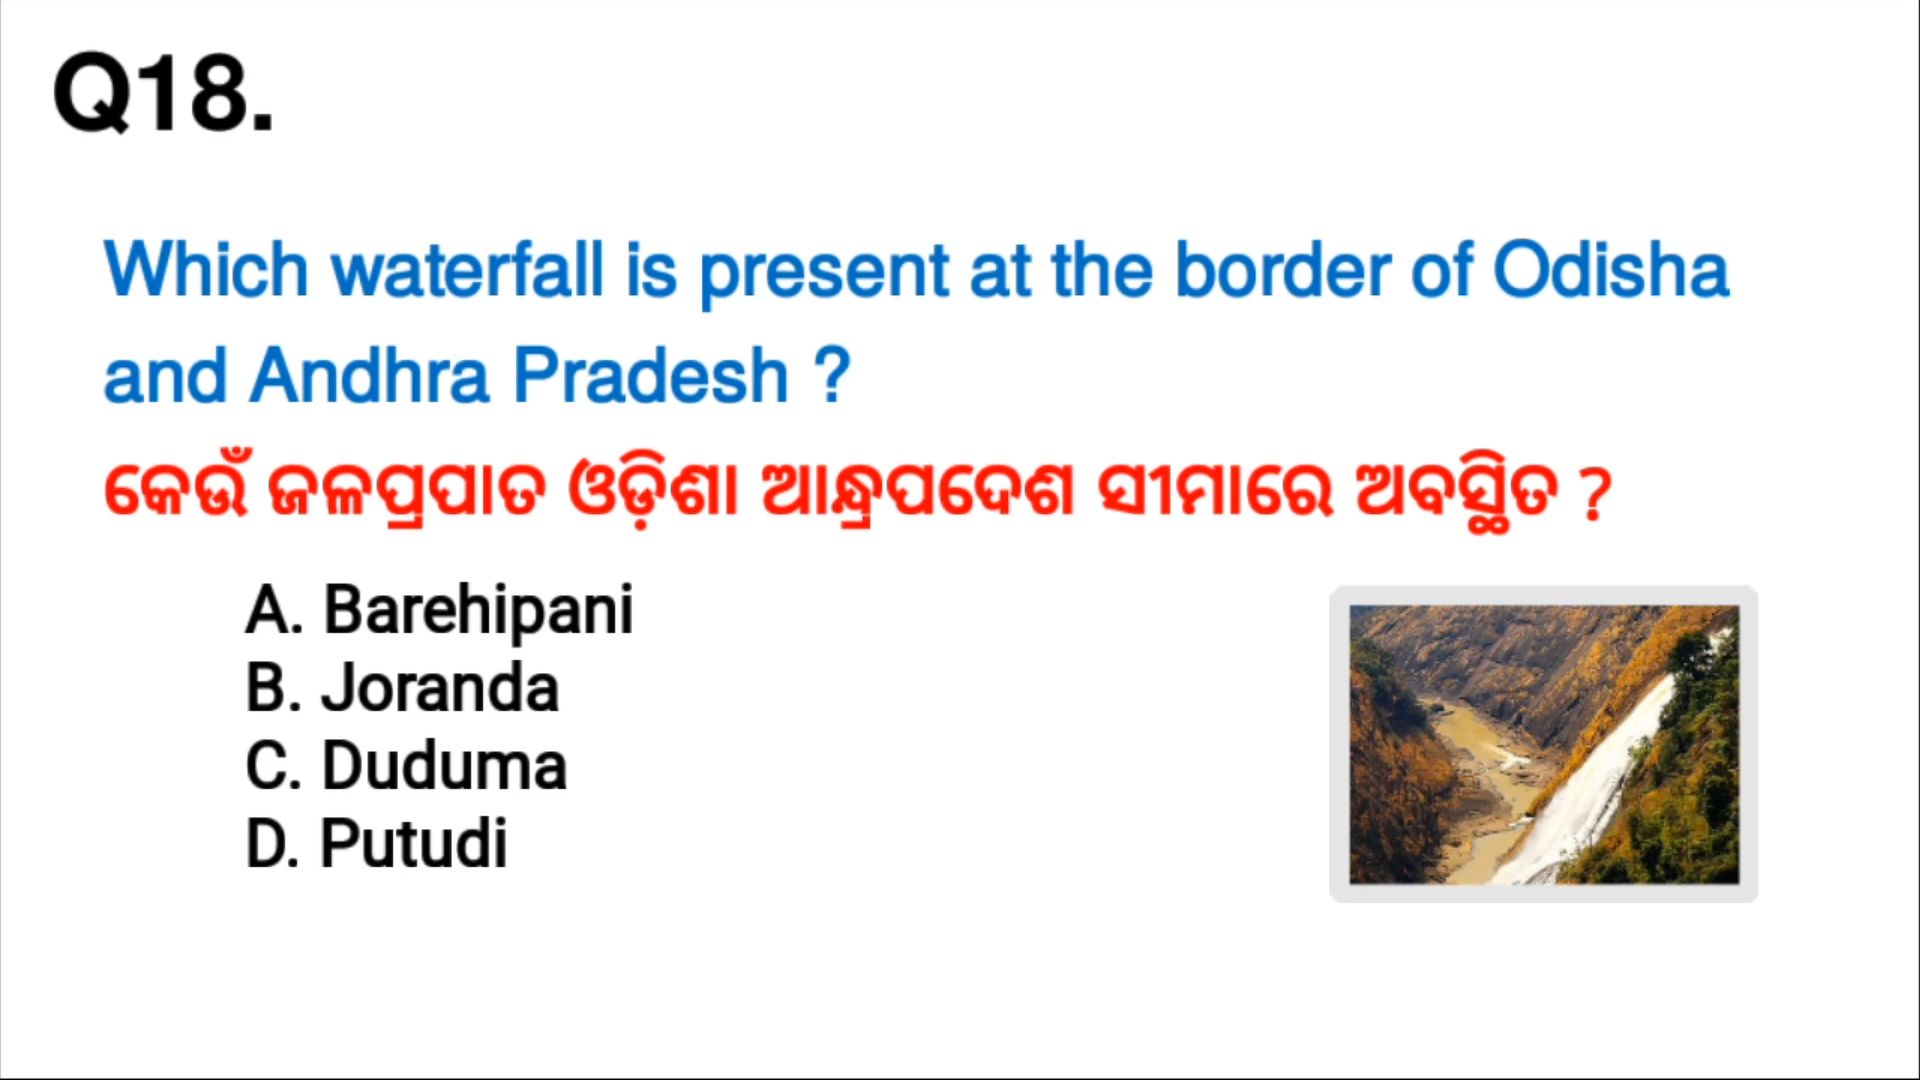 Q18.
Which waterfall is present at the border of Odisha
and Andhra Pradesh ?
କେଉଁ ଜଳପ୍ରପାତ ଓଡ଼ିଶା ଆନ୍ଧ୍ରପଦେଶ ସୀମାରେ ଅବସ୍ଥିତ ?
A. Barehipani
B. Joranda
C. Duduma
D. Putudi